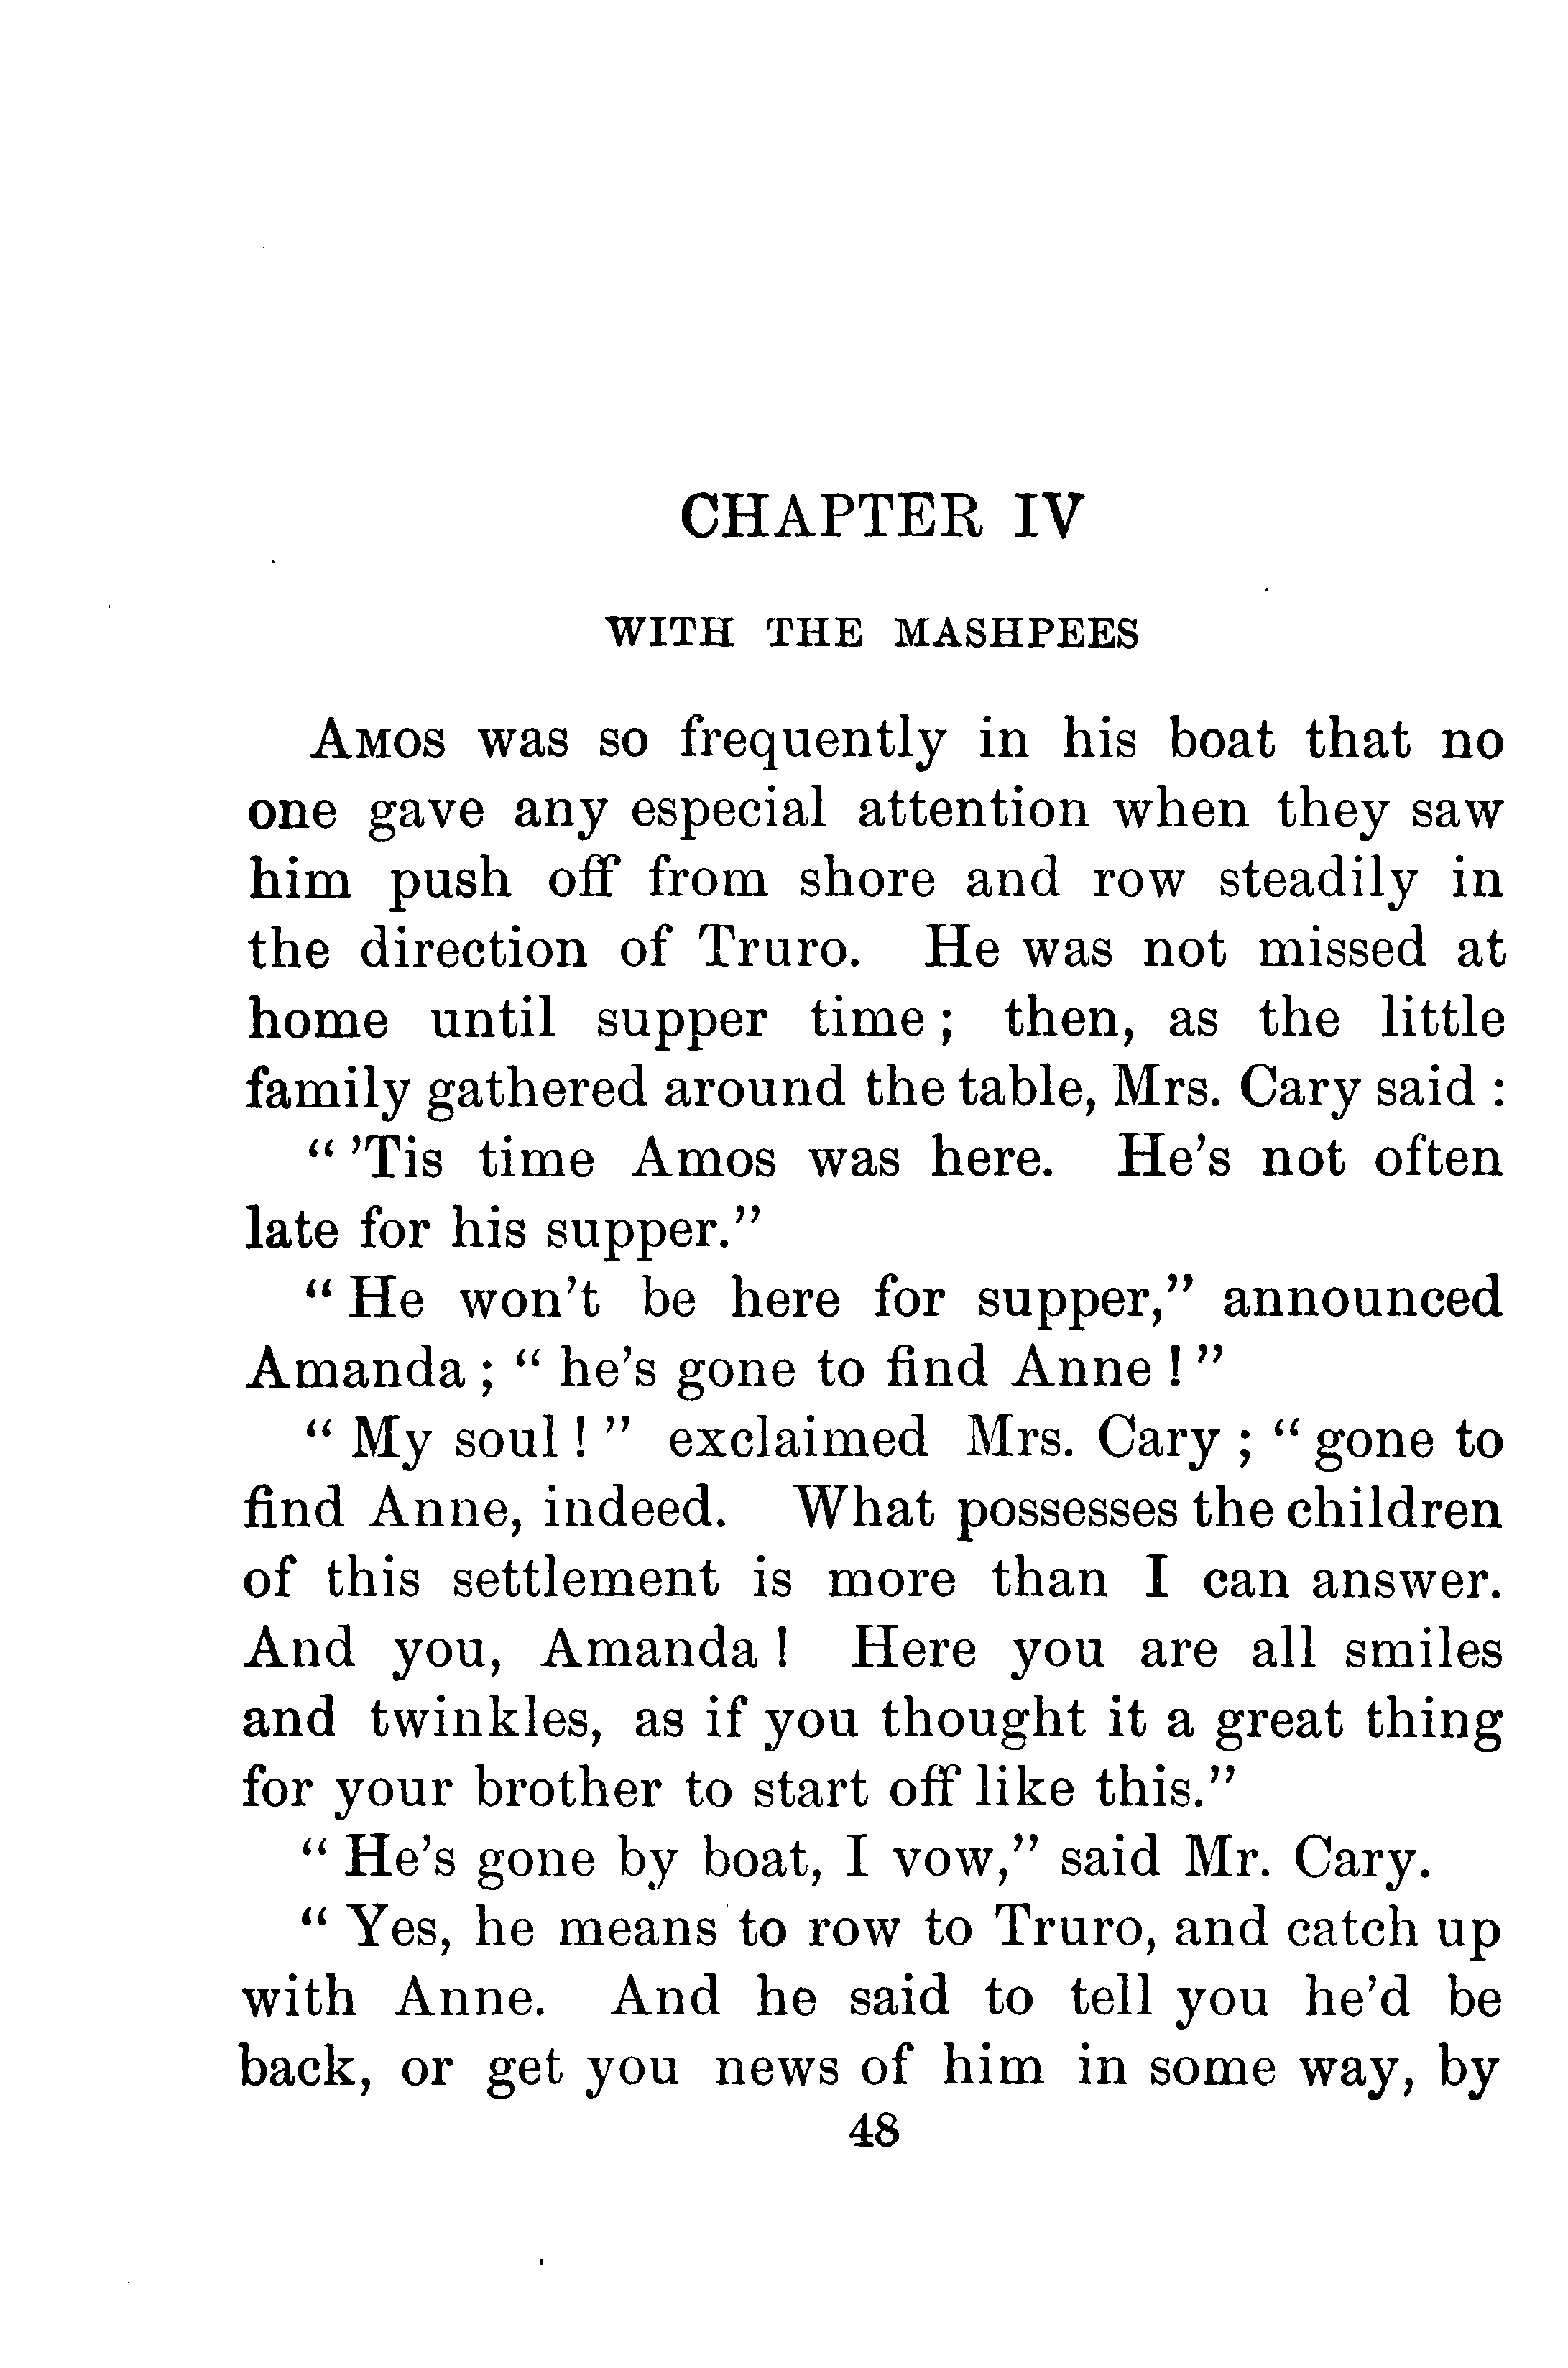 CHAPTER IV
WITH THE MASHPEES
AMOS was so frequently in his boat that no
one gave any especial attention when they saw
him push off from shore and row steadily in
the direction of Truro. He was not missed at
home until supper time; then, as the little
family gathered around the table, Mrs. Cary said :
“ ’Tis time Amos was here. He’s not often
late for his supper.”
“ He won’t be here for supper,” announced
Amanda ; “ he’s gone to find Anne ! ”
“ My soul ! ” exclaimed Mrs. Cary ; “ gone to
find Anne, indeed. What possesses the children
of this settlement is more than I can answer.
And you, Amanda ! Here you are all smiles
and twinkles, as if you thought it a great thing
for your brother to start off like this.”
“ He’s gone by boat, I vow,” said Mr. Cary.
“ Yes, he means to row to Truro, and catch up
with Anne. And he said to tell you he’d be
back, or get you news of him in some way, by
48